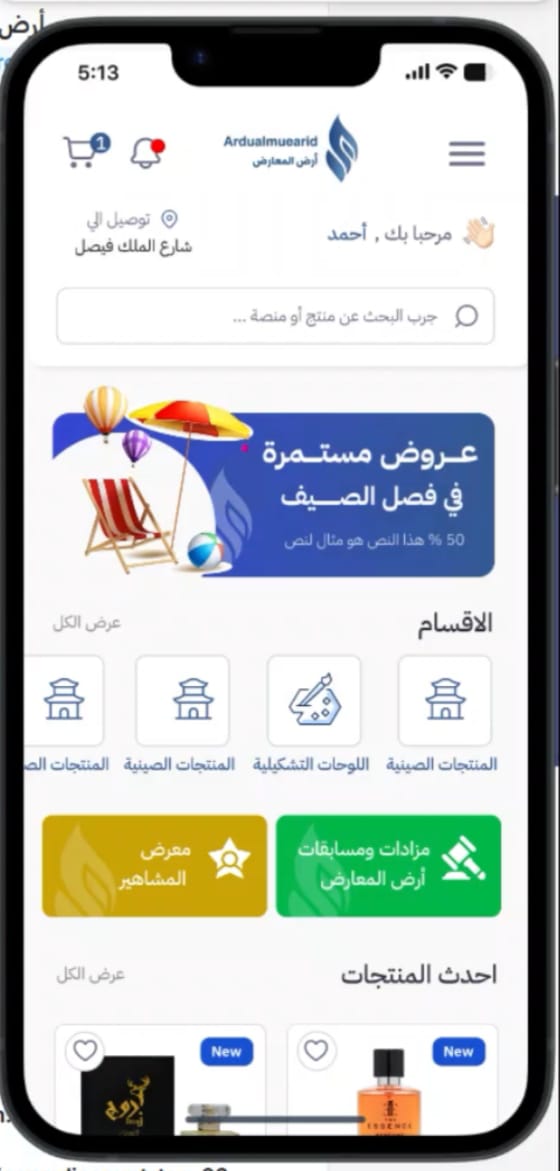 أرض
5:13
1
Ardualmuearid
أرض المعارض
مرحبا بك , أحمد
توصيل الي
شارع الملك فيصل
جرب البحث عن منتج أو منصة ...
عـروض مستـمرة
في فصل الصـيف
50 % هذا النص هو مثال لنص
الاقسام
عرض الكل
المنتجات الصينية
اللوحات التشكيلية
المنتجات الصينية
المنتجات الص
مزادات ومسابقات
أرض المعارض
معرض
المشاهير
احدث المنتجات
عرض الكل
New
New
THE
ESSENCE